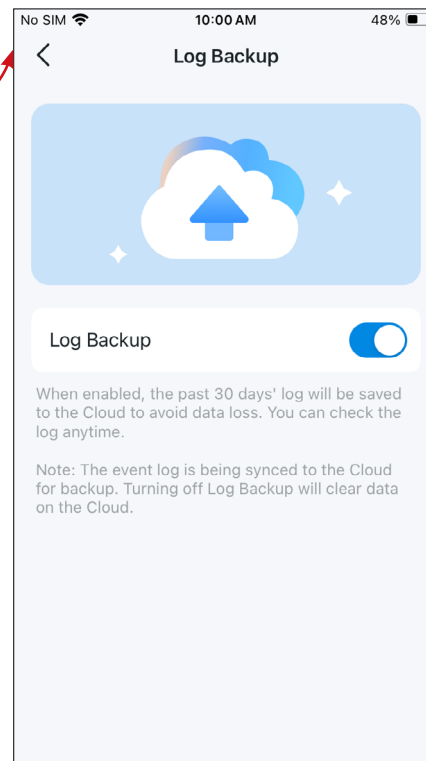 No SIM 10:00 AM 48%
Log Backup
Log Backup
When enabled, the past 30 days' log will be saved
to the Cloud to avoid data loss. You can check the
log anytime.
Note: The event log is being synced to the Cloud
for backup. Turning off Log Backup will clear data
on the Cloud.